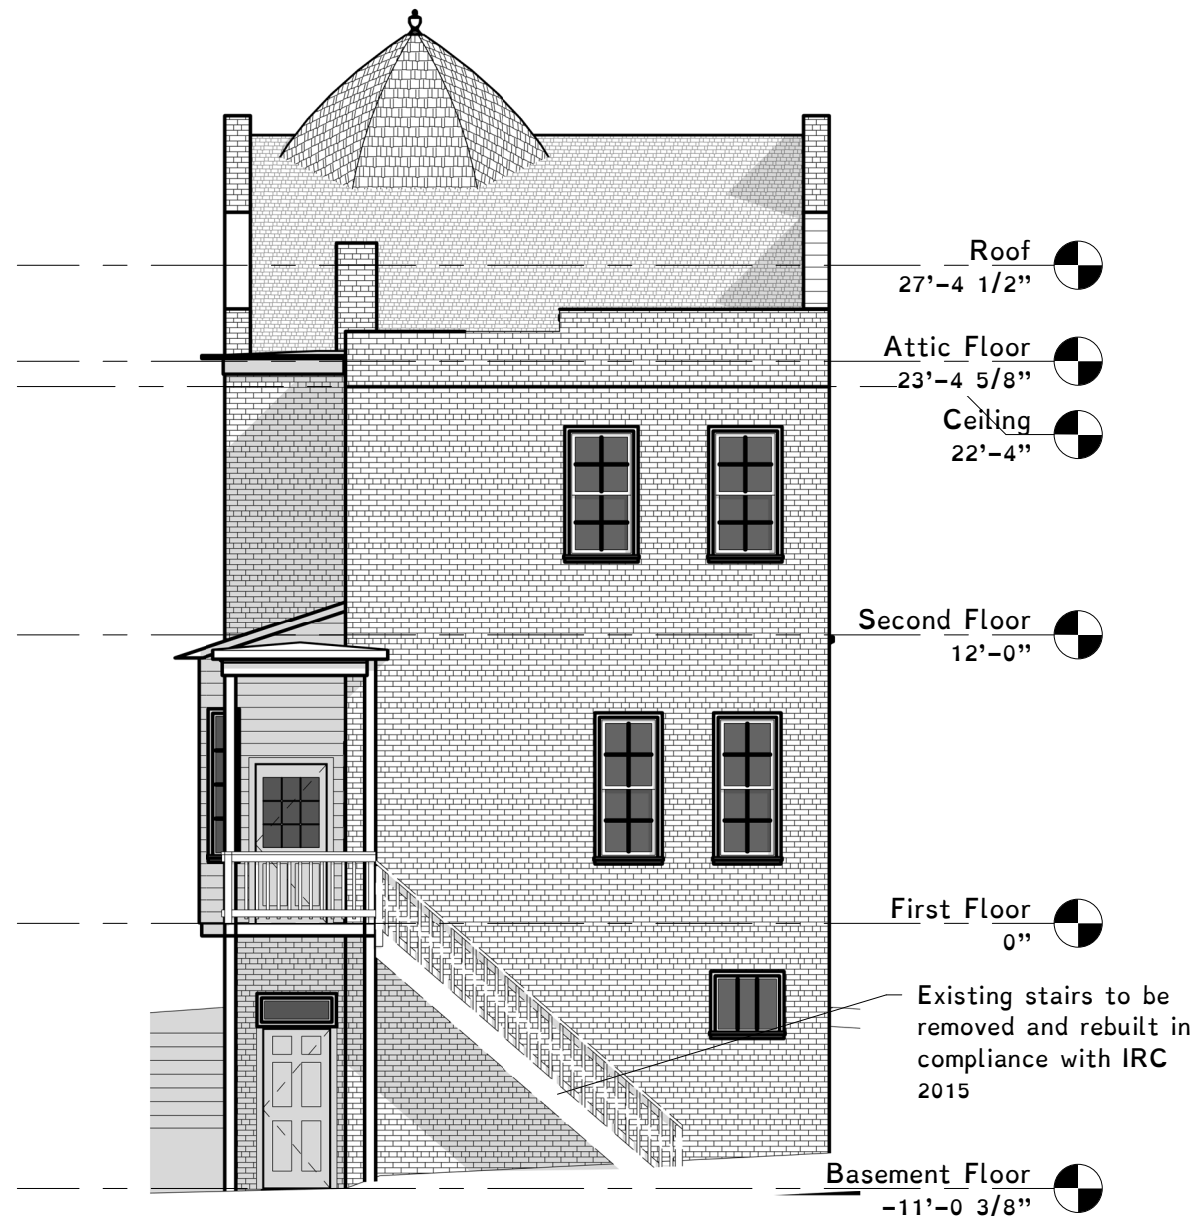 Roof
27’–4 1/2”
Attic Floor
23’–4 5/8”
Ceiling
22’–4”
Second Floor
12’–0”
First Floor
0”
Existing stairs to be
removed and rebuilt in
compliance with IRC
2015
Basement Floor
–11’–0 3/8”